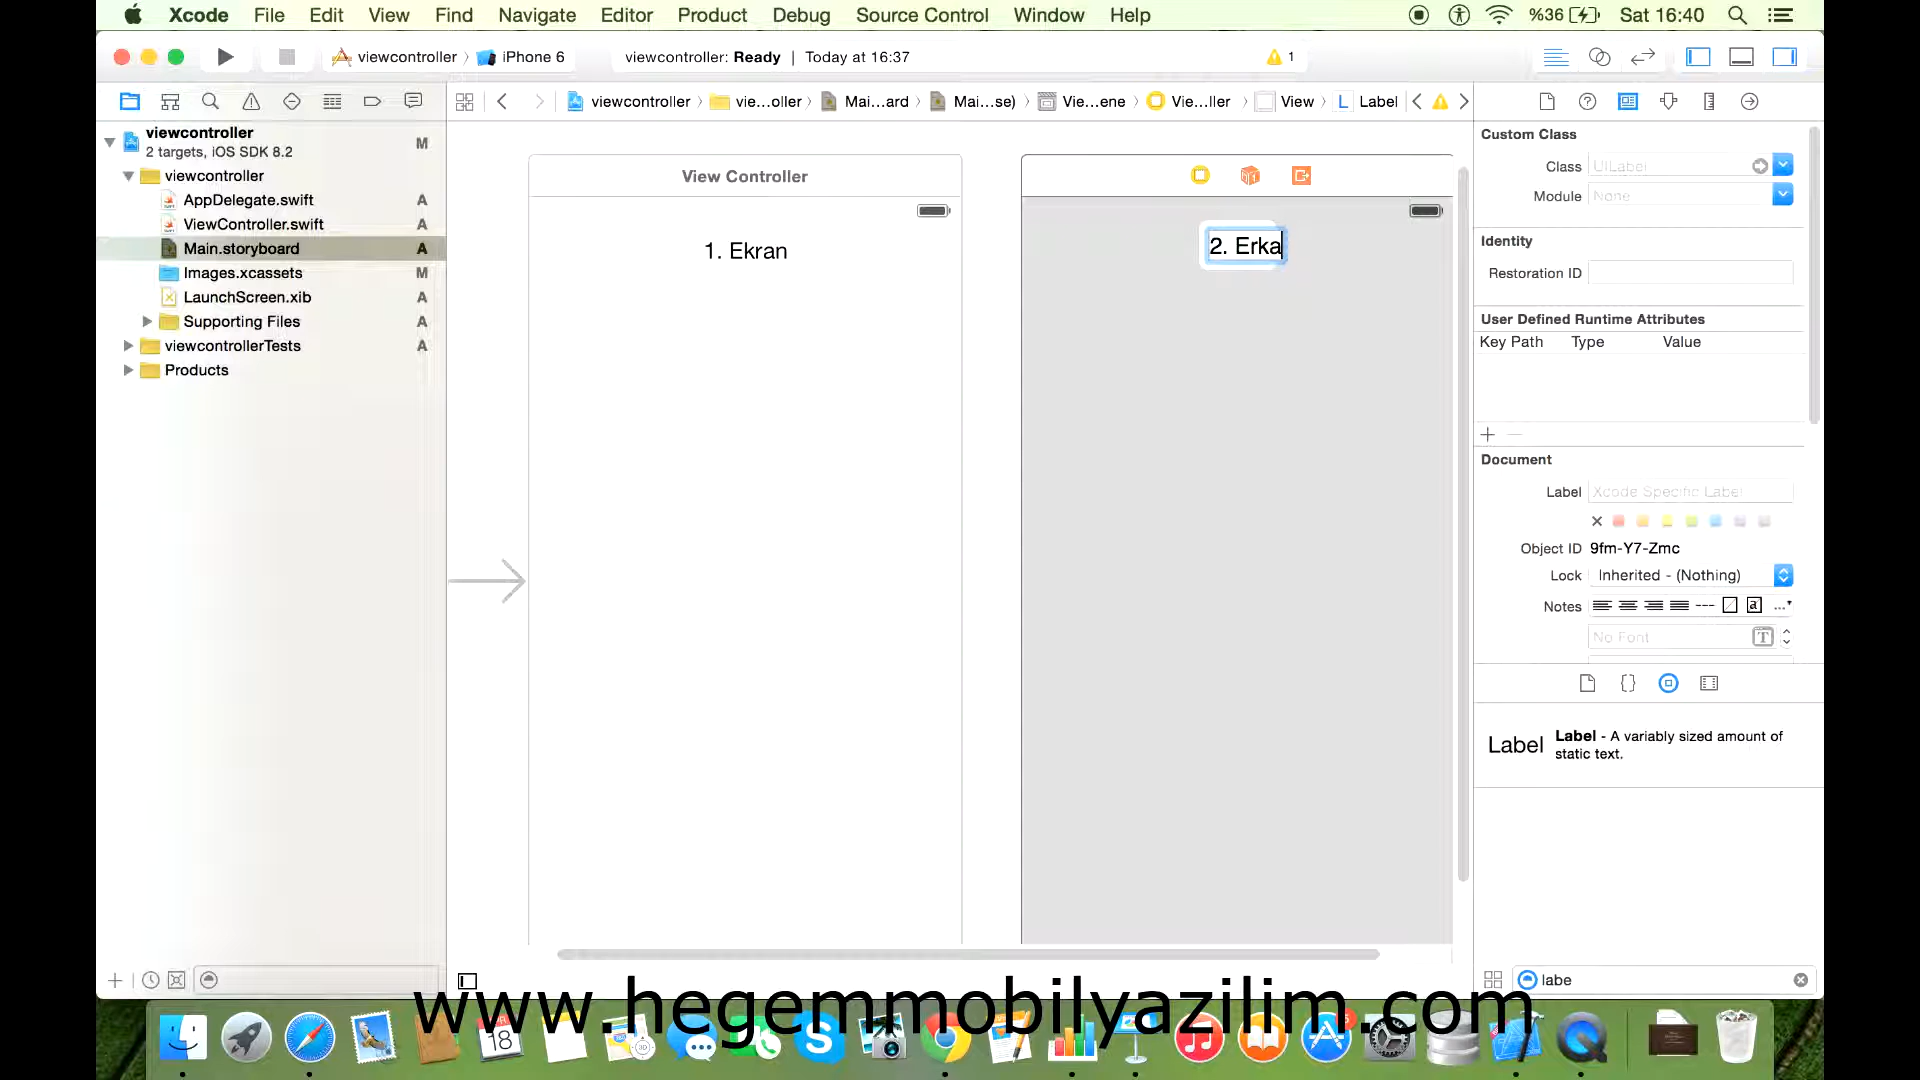 Xcode File Edit View Find Navigate Editor Product Debug Source Control Window Help %36 Sat 16:40
viewcontroller iPhone 6 viewcontroller: Ready | Today at 16:37 1
viewcontroller vie...oller Mai...ard Mai...se) Vie...ene Vie...ller View L Label
viewcontroller M
2 targets, iOS SDK 8.2
viewcontroller
AppDelegate.swift A
ViewController.swift A
Main.storyboard A
Images.xcassets M
LaunchScreen.xib A
Supporting Files A
viewcontrollerTests A
Products
View Controller
1. Ekran
2. Erka
Custom Class
Class UILabel
Module None
Identity
Restoration ID
User Defined Runtime Attributes
Key Path Type Value
Document
Label Xcode Specific Label
Object ID 9fm-Y7-Zmc
Lock Inherited - (Nothing)
Notes
No Font
Label Label - A variably sized amount of
static text.
labe
www.hegemmobilyazilim.com
18